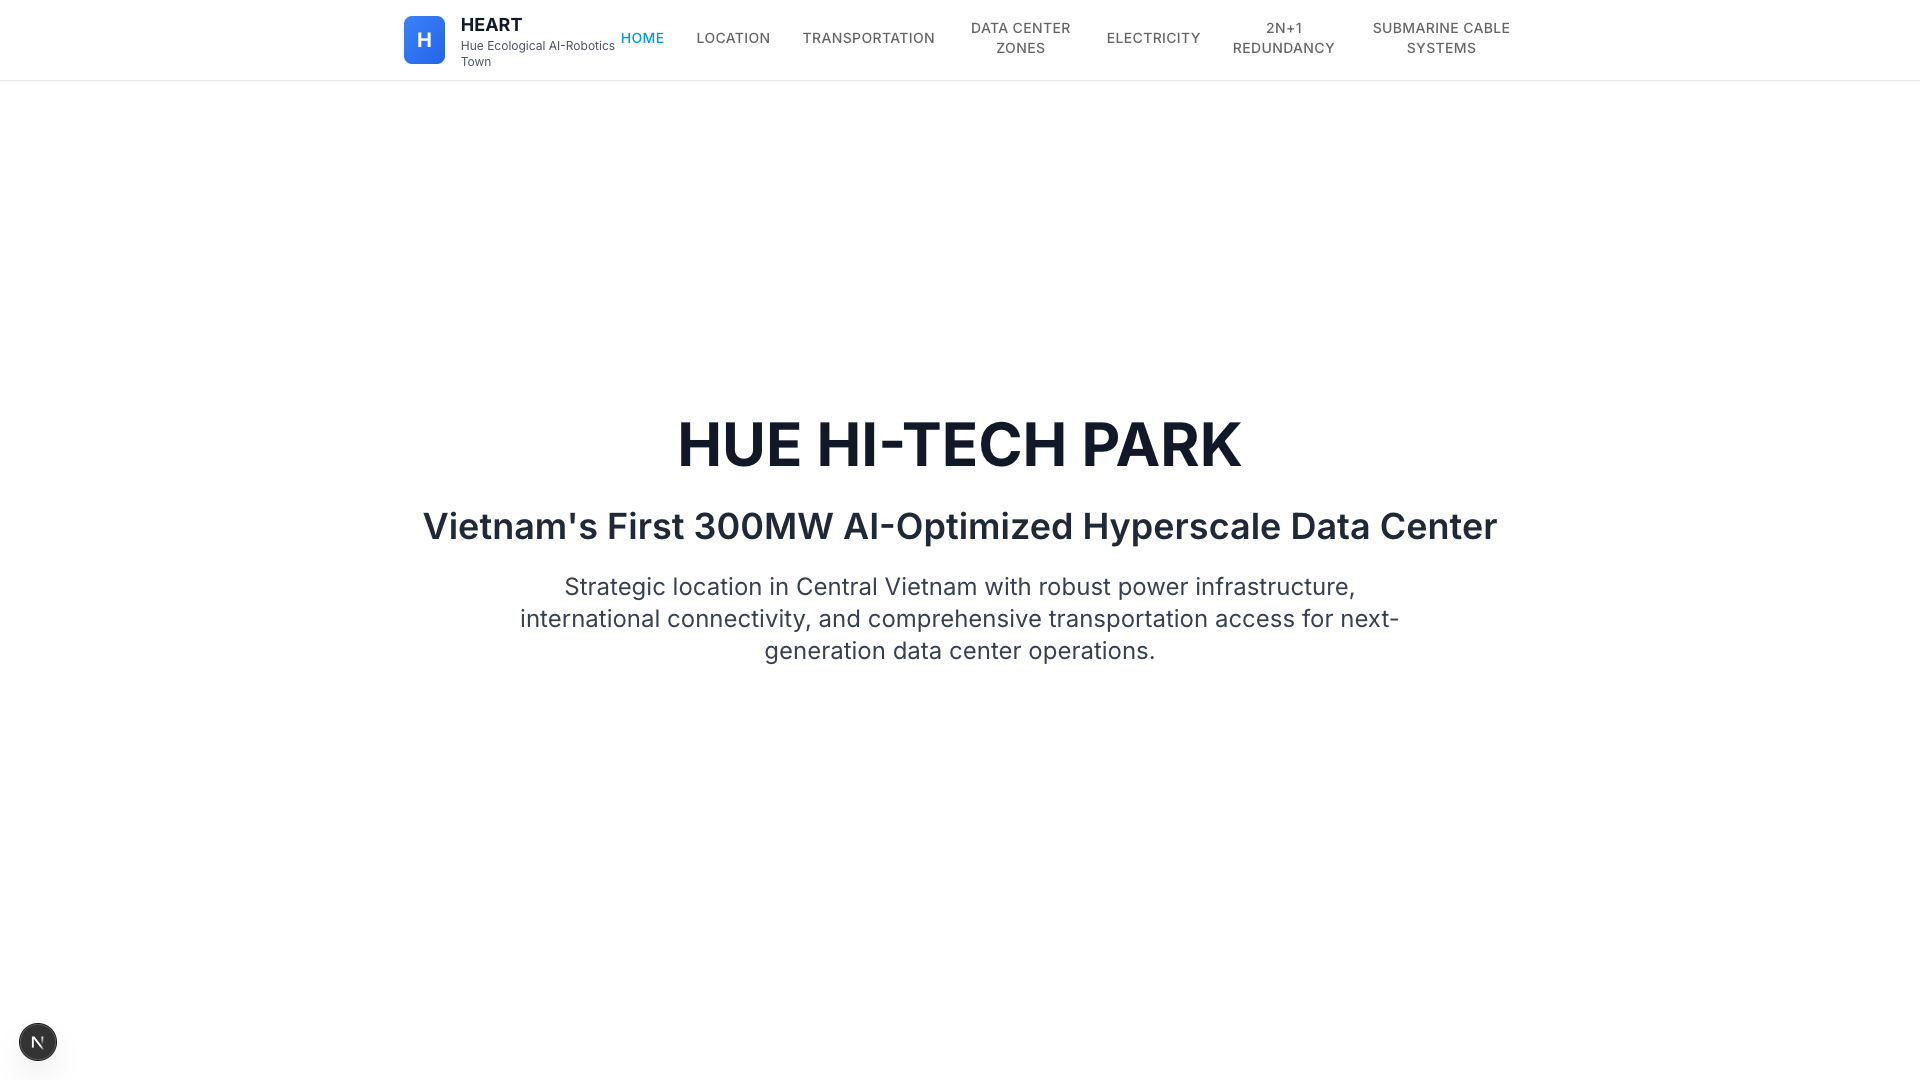 H
HEART
Hue Ecological AI-Robotics
Town
HOME
LOCATION
TRANSPORTATION
DATA CENTER
ZONES
ELECTRICITY
2N+1
REDUNDANCY
SUBMARINE CABLE
SYSTEMS
HUE HI-TECH PARK
Vietnam's First 300MW AI-Optimized Hyperscale Data Center
Strategic location in Central Vietnam with robust power infrastructure,
international connectivity, and comprehensive transportation access for next-
generation data center operations.
N